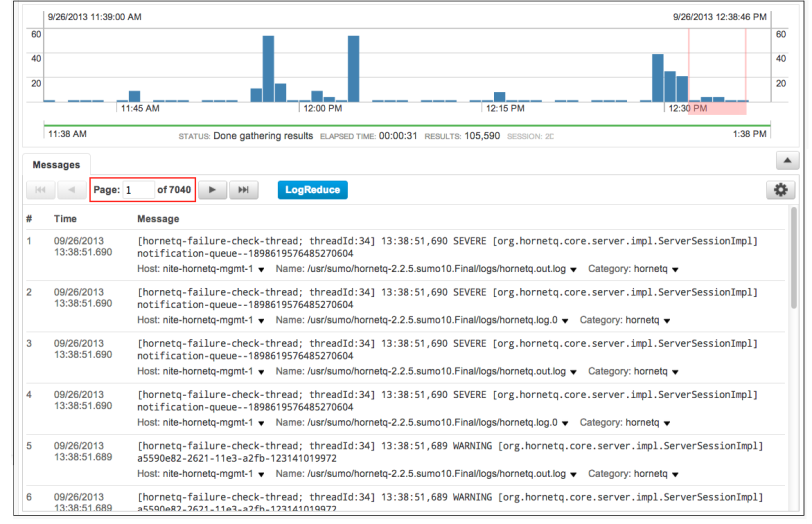 9/26/2013 11:39:00 AM 9/26/2013 12:38:46 PM
60 60
40 40
20 20
11:45 AM 12:00 PM 12:15 PM 12:30 PM
11:38 AM STATUS: Done gathering results ELAPSED TIME: 00:00:31 RESULTS: 105,590 SESSION: 2C 1:38 PM
Messages
Page: 1 of 7040 LogReduce
# Time Message
1 09/26/2013 [hornetq-failure-check-thread; threadId:34] 13:38:51,690 SEVERE [org.hornetq.core.server.impl.ServerSessionImpl]
13:38:51.690 notification-queue--1898619576485270604
Host: nite-hornetq-mgmt-1 ▼ Name: /usr/sumo/hornetq-2.2.5.sumo10.Final/logs/hornetq.out.log ▼ Category: hornetq ▼
2 09/26/2013 [hornetq-failure-check-thread; threadId:34] 13:38:51,690 SEVERE [org.hornetq.core.server.impl.ServerSessionImpl]
13:38:51.690 notification-queue--1898619576485270604
Host: nite-hornetq-mgmt-1 ▼ Name: /usr/sumo/hornetq-2.2.5.sumo10.Final/logs/hornetq.log.0 ▼ Category: hornetq ▼
3 09/26/2013 [hornetq-failure-check-thread; threadId:34] 13:38:51,690 SEVERE [org.hornetq.core.server.impl.ServerSessionImpl]
13:38:51.690 notification-queue--1898619576485270604
Host: nite-hornetq-mgmt-1 ▼ Name: /usr/sumo/hornetq-2.2.5.sumo10.Final/logs/hornetq.out.log ▼ Category: hornetq ▼
4 09/26/2013 [hornetq-failure-check-thread; threadId:34] 13:38:51,690 SEVERE [org.hornetq.core.server.impl.ServerSessionImpl]
13:38:51.690 notification-queue--1898619576485270604
Host: nite-hornetq-mgmt-1 ▼ Name: /usr/sumo/hornetq-2.2.5.sumo10.Final/logs/hornetq.log.0 ▼ Category: hornetq ▼
5 09/26/2013 [hornetq-failure-check-thread; threadId:34] 13:38:51,689 WARNING [org.hornetq.core.server.impl.ServerSessionImpl]
13:38:51.689 a5590e82-2621-11e3-a2fb-123141019972
Host: nite-hornetq-mgmt-1 ▼ Name: /usr/sumo/hornetq-2.2.5.sumo10.Final/logs/hornetq.out.log ▼ Category: hornetq ▼
6 09/26/2013 [hornetq-failure-check-thread; threadId:34] 13:38:51,689 WARNING [org.hornetq.core.server.impl.ServerSessionImpl]
13:38:51.689 a5590e82-2621-11e3-a2fb-123141019972